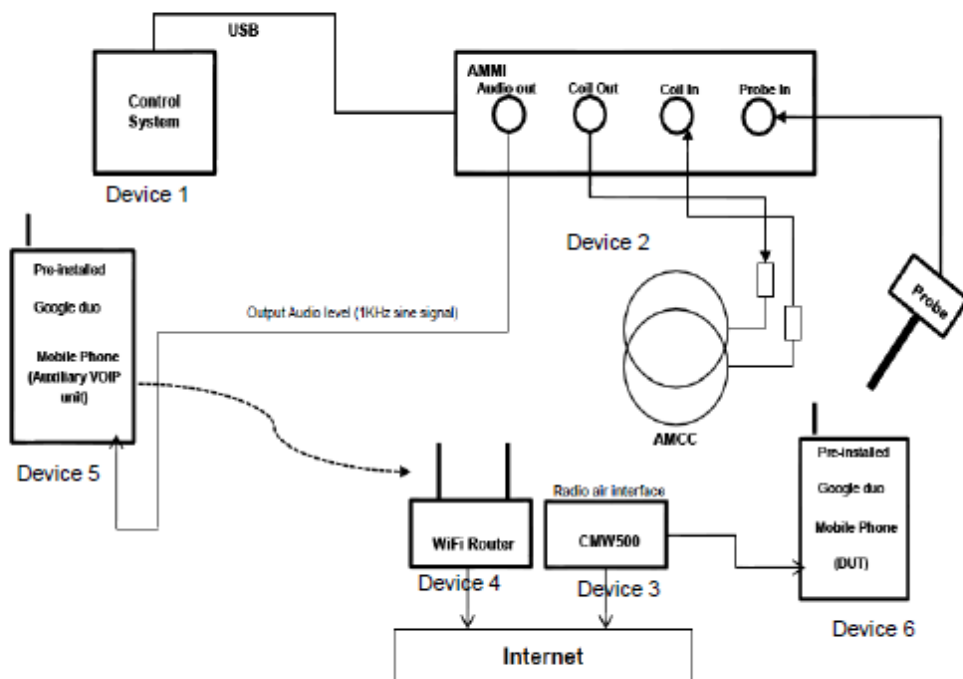 USB
AMMI
Audio out
Coil Out
Coil In
Probe In
Control
System
Device 1
Device 2
Pre-installed
Google duo
Mobile Phone
(Auxiliary VOIP
unit)
Device 5
Output Audio level (1KHz sine signal)
Probe
AMCC
Radio air interface
WiFi Router
CMW500
Device 4
Device 3
Pre-installed
Google duo
Mobile Phone
(DUT)
Device 6
Internet